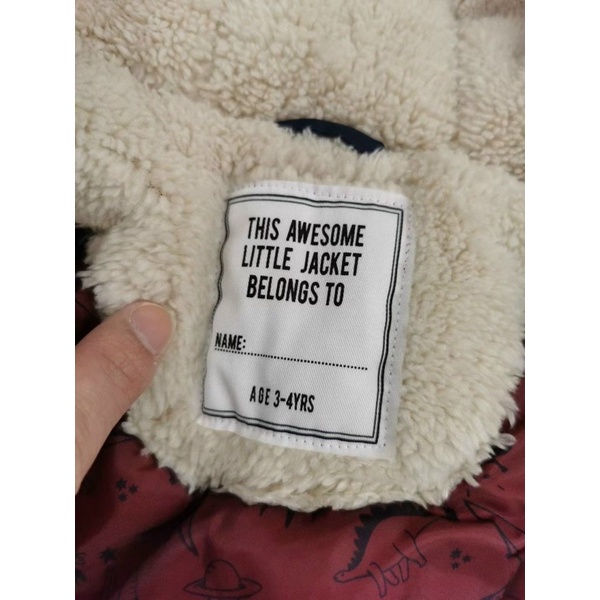 THIS AWESOME
LITTLE JACKET
BELONGS TO
NAME:
AGE 3-4YRS